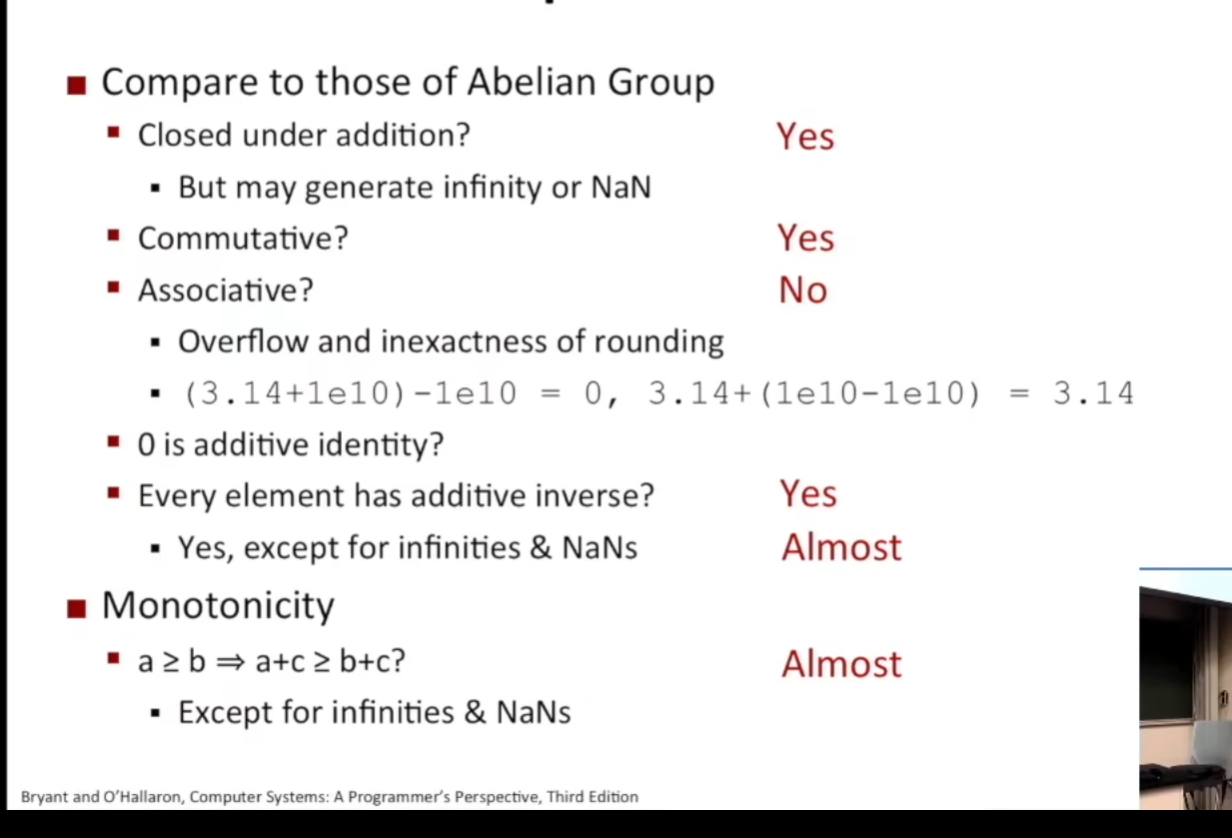 ■ Compare to those of Abelian Group
▪ Closed under addition? Yes
▪ But may generate infinity or NaN
▪ Commutative? Yes
▪ Associative? No
▪ Overflow and inexactness of rounding
▪ (3.14+1e10)-1e10 = 0, 3.14+(1e10-1e10) = 3.14
▪ 0 is additive identity?
▪ Every element has additive inverse? Yes
▪ Yes, except for infinities & NaNs Almost
■ Monotonicity
▪ a ≥ b ⇒ a+c ≥ b+c? Almost
▪ Except for infinities & NaNs
Bryant and O'Hallaron, Computer Systems: A Programmer's Perspective, Third Edition